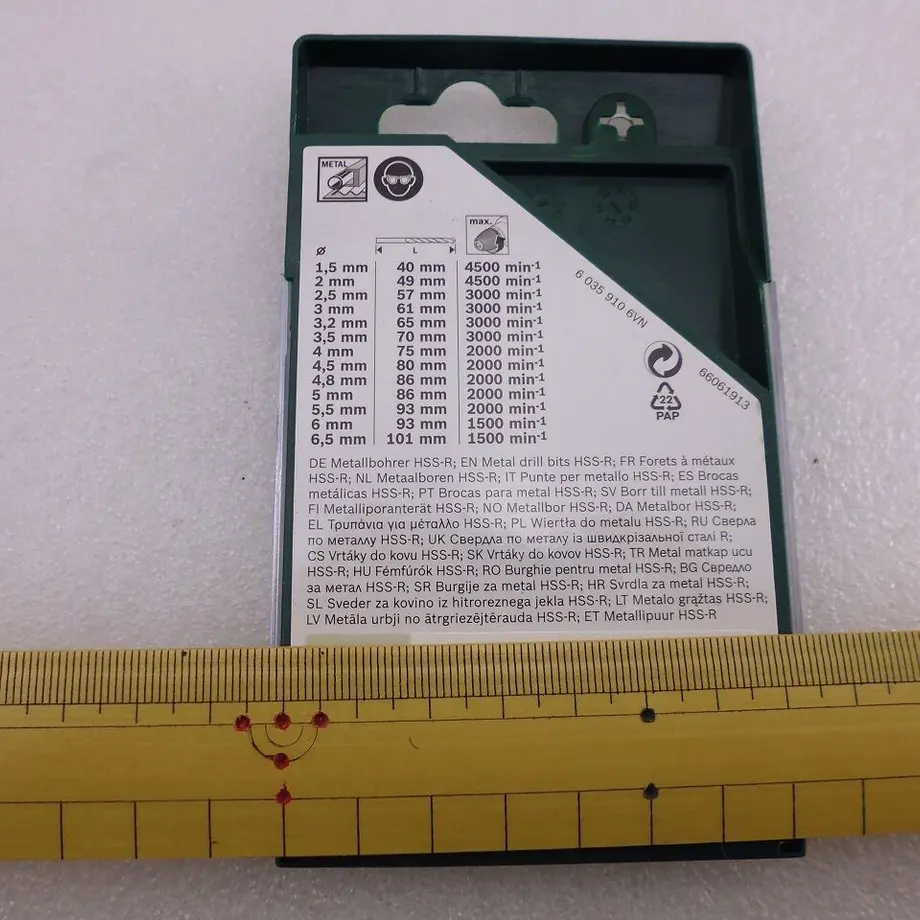 METAL
max.
ø L
1,5 mm 40 mm 4500 min-1
2 mm 49 mm 4500 min-1
2,5 mm 57 mm 3000 min-1
3 mm 61 mm 3000 min-1
3,2 mm 65 mm 3000 min-1
3,5 mm 70 mm 3000 min-1
4 mm 75 mm 2000 min-1
4,5 mm 80 mm 2000 min-1
4,8 mm 86 mm 2000 min-1
5 mm 86 mm 2000 min-1
5,5 mm 93 mm 2000 min-1
6 mm 93 mm 1500 min-1
6,5 mm 101 mm 1500 min-1
6 035 910 6VN
66061913
22
PAP
DE Metallbohrer HSS-R; EN Metal drill bits HSS-R; FR Forets à métaux
HSS-R; NL Metaalboren HSS-R; IT Punte per metallo HSS-R; ES Brocas
metálicas HSS-R; PT Brocas para metal HSS-R; SV Borr till metall HSS-R;
FI Metalliporanterät HSS-R; NO Metallbor HSS-R; DA Metalbor HSS-R;
EL Τρυπάνια για μέταλλο HSS-R; PL Wiertła do metalu HSS-R; RU Сверла
по металлу HSS-R; UK Свердла по металу із швидкрізальної сталі R;
CS Vrtáky do kovu HSS-R; SK Vrtáky do kovov HSS-R; TR Metal matkap ucu
HSS-R; HU Fémfúrók HSS-R; RO Burghie pentru metal HSS-R; BG Свредло
за метал HSS-R; SR Burgije za metal HSS-R; HR Svrdla za metal HSS-R;
SL Sveder za kovino iz hitroreznega jekla HSS-R; LT Metalo grąžtas HSS-R;
LV Metāla urbji no ātrgriezējtērauda HSS-R; ET Metallipuur HSS-R